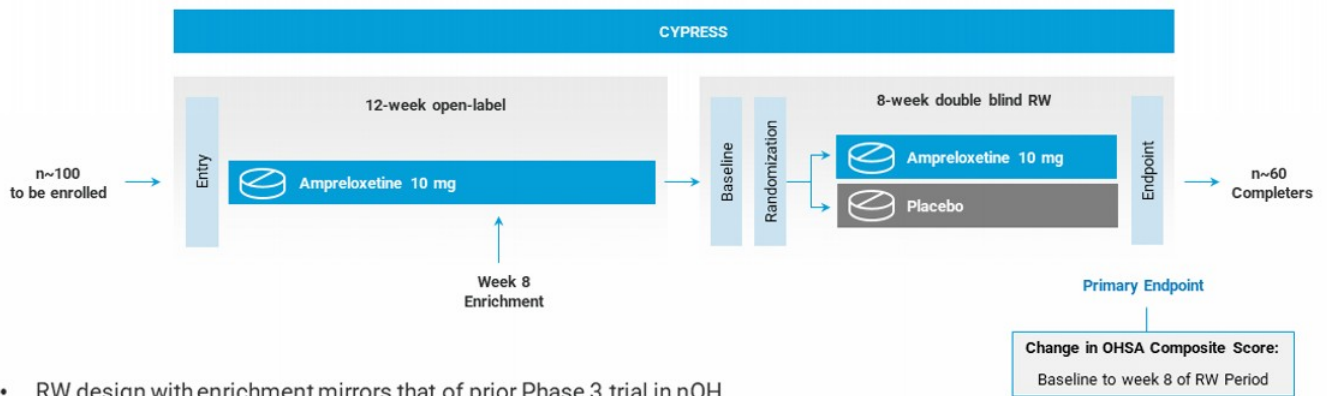 CYPRESS
12-week open-label
8-week double blind RW
n~100
to be enrolled
Entry
Ampreloxetine 10 mg
Week 8
Enrichment
Baseline
Randomization
Ampreloxetine 10 mg
Placebo
Endpoint
n~60
Completers
Primary Endpoint
Change in OHSA Composite Score:
Baseline to week 8 of RW Period
• RW design with enrichment mirrors that of prior Phase 3 trial in nOH